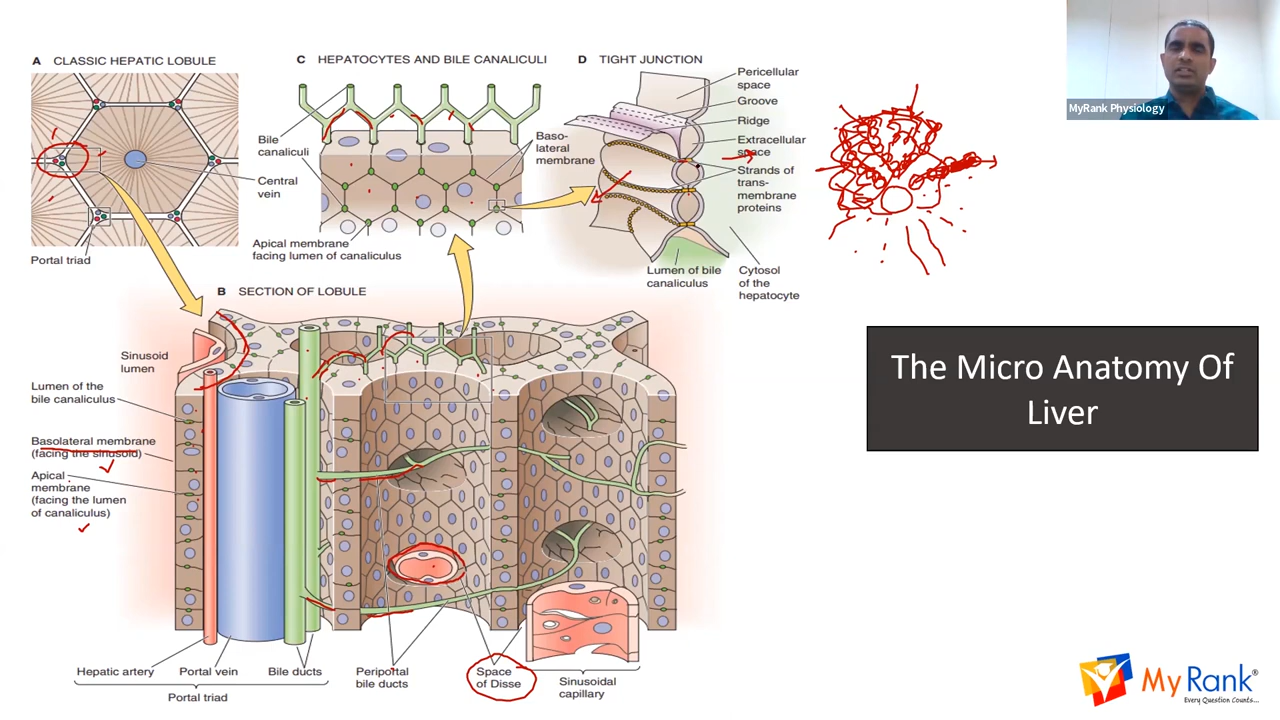 A CLASSIC HEPATIC LOBULE
Central
vein
Portal triad
C HEPATOCYTES AND BILE CANALICULI
Bile
canaliculi
Baso-
lateral
membrane
Apical membrane
facing lumen of canaliculus
D TIGHT JUNCTION
Pericellular
space
Groove
Ridge
Extracellular
space
Strands of
trans-
membrane
proteins
Lumen of bile
canaliculus
Cytosol
of the
hepatocyte
MyRank Physiology
B SECTION OF LOBULE
Sinusoid
lumen
Lumen of the
bile canaliculus
Basolateral membrane
(facing the sinusoid)
Apical
membrane
(facing the lumen
of canaliculus)
Hepatic artery
Portal vein
Bile ducts
Portal triad
Periportal
bile ducts
Space
of Disse
Sinusoidal
capillary
The Micro Anatomy Of
Liver
My Rank®
Every Question Counts...